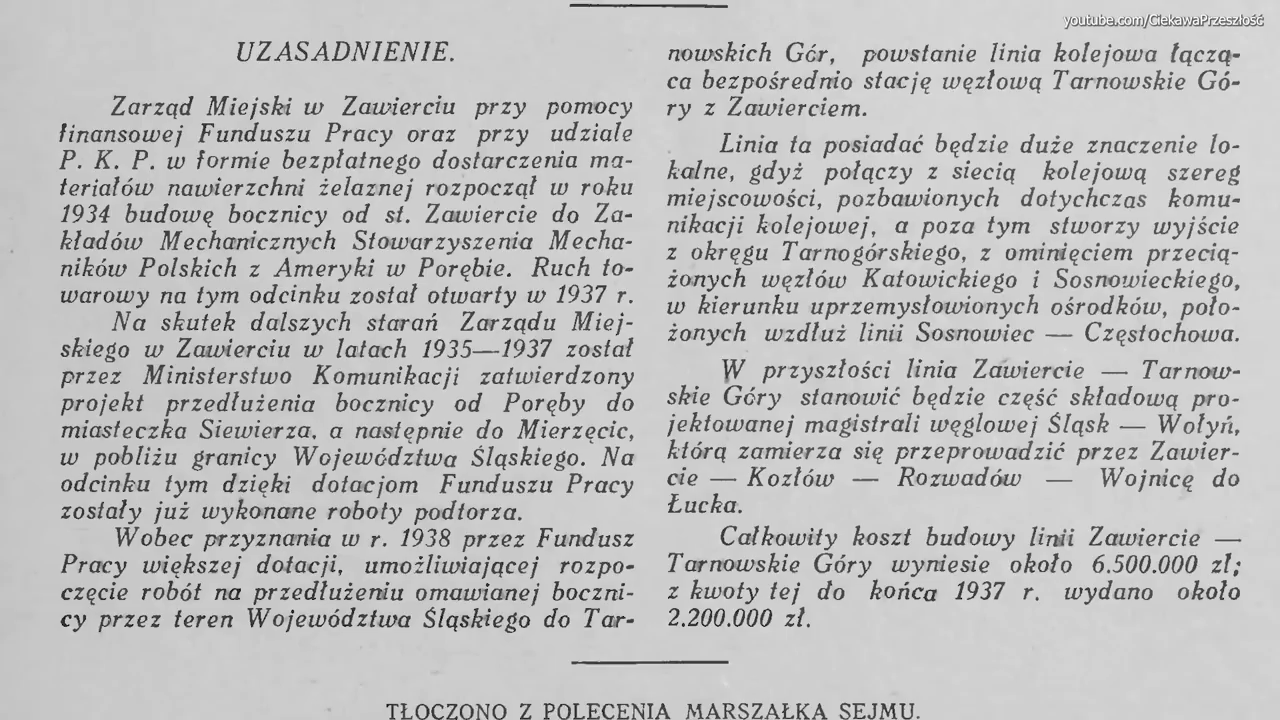 youtube.com/CiekawaPrzeszłość
UZASADNIENIE.
Zarząd Miejski w Zawierciu przy pomocy
finansowej Funduszu Pracy oraz przy udziale
P. K. P. w formie bezpłatnego dostarczenia ma-
teriałów nawierzchni żelaznej rozpoczął w roku
1934 budowę bocznicy od st. Zawiercie do Za-
kładów Mechanicznych Stowarzyszenia Mecha-
ników Polskich z Ameryki w Porębie. Ruch to-
warowy na tym odcinku został otwarty w 1937 r.
Na skutek dalszych starań Zarządu Miej-
skiego w Zawierciu w latach 1935—1937 został
przez Ministerstwo Komunikacji zatwierdzony
projekt przedłużenia bocznicy od Poręby do
miasteczka Siewierza, a następnie do Mierzęcic,
w pobliżu granicy Województwa Śląskiego. Na
odcinku tym dzięki dotacjom Funduszu Pracy
zostały już wykonane roboty podtorza.
Wobec przyznania w r. 1938 przez Fundusz
Pracy większej dotacji, umożliwiającej rozpo-
częcie robót na przedłużeniu omawianej boczni-
cy przez teren Województwa Śląskiego do Tar-
nowskich Gór, powstanie linia kolejowa łączą-
ca bezpośrednio stację węzłową Tarnowskie Gó-
ry z Zawierciem.
Linia ta posiadać będzie duże znaczenie lo-
kalne, gdyż połączy z siecią kolejową szereg
miejscowości, pozbawionych dotychczas komu-
nikacji kolejowej, a poza tym stworzy wyjście
z okręgu Tarnogórskiego, z ominięciem przecią-
żonych węzłów Katowickiego i Sosnowieckiego,
w kierunku uprzemysłowionych ośrodków, poło-
żonych wzdłuż linii Sosnowiec — Częstochowa.
W przyszłości linia Zawiercie — Tarnow-
skie Góry stanowić będzie część składową pro-
jektowanej magistrali węglowej Śląsk — Wołyń,
którą zamierza się przeprowadzić przez Zawier-
cie — Kozłów — Rozwadów — Wojnicę do
Łucka.
Całkowity koszt budowy linii Zawiercie —
Tarnowskie Góry wyniesie około 6.500.000 zł;
z kwoty tej do końca 1937 r. wydano około
2.200.000 zł.
TŁOCZONO Z POLECENIA MARSZAŁKA SEJMU.